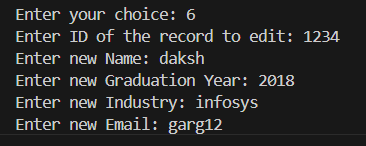 Enter your choice: 6
Enter ID of the record to edit: 1234
Enter new Name: daksh
Enter new Graduation Year: 2018
Enter new Industry: infosys
Enter new Email: garg12